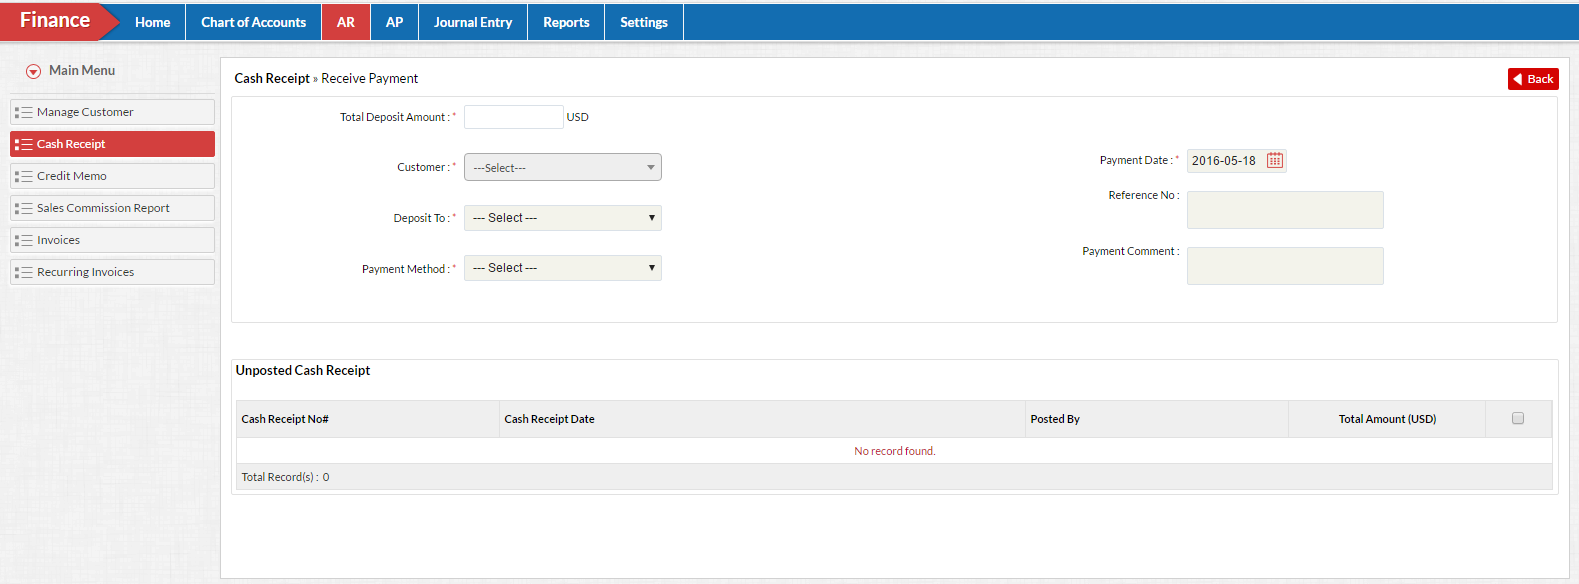 Finance Home Chart of Accounts AR AP Journal Entry Reports Settings
Main Menu
Manage Customer
Cash Receipt
Credit Memo
Sales Commission Report
Invoices
Recurring Invoices
Cash Receipt » Receive Payment
Back
Total Deposit Amount : * USD
Customer : * ---Select---
Deposit To : * --- Select ---
Payment Method : * --- Select ---
Payment Date : * 2016-05-18
Reference No :
Payment Comment :
Unposted Cash Receipt
Cash Receipt No# Cash Receipt Date Posted By Total Amount (USD)
No record found.
Total Record(s) : 0